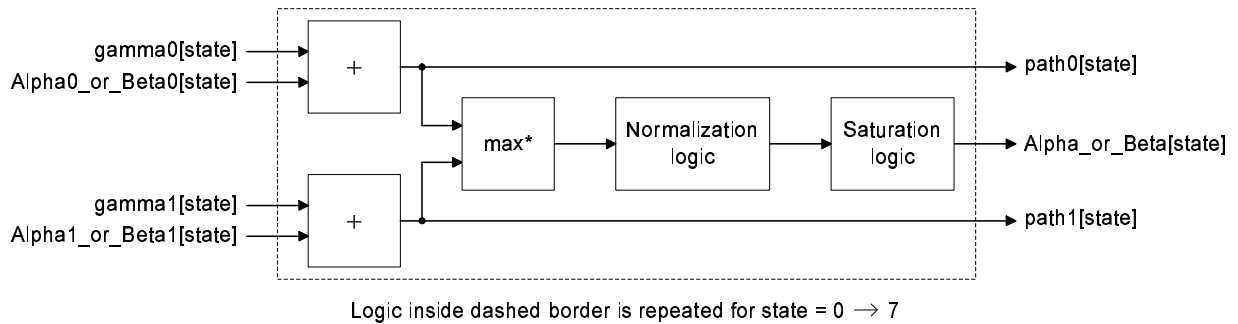 gamma0[state]
Alpha0_or_Beta0[state]
+
path0[state]
max*
Normalization
logic
Saturation
logic
Alpha_or_Beta[state]
gamma1[state]
Alpha1_or_Beta1[state]
+
path1[state]
Logic inside dashed border is repeated for state = 0 → 7